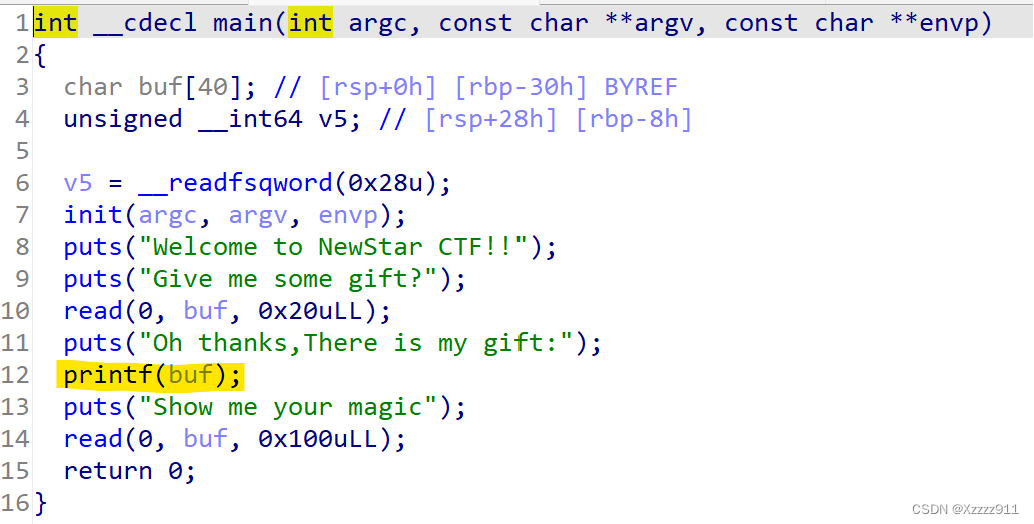 1 int __cdecl main(int argc, const char **argv, const char **envp)
2 {
3 char buf[40]; // [rsp+0h] [rbp-30h] BYREF
4 unsigned __int64 v5; // [rsp+28h] [rbp-8h]
5
6 v5 = __readfsqword(0x28u);
7 init(argc, argv, envp);
8 puts("Welcome to NewStar CTF!!");
9 puts("Give me some gift?");
10 read(0, buf, 0x20uLL);
11 puts("Oh thanks,There is my gift:");
12 printf(buf);
13 puts("Show me your magic");
14 read(0, buf, 0x100uLL);
15 return 0;
16 }
CSDN @Xzzzz911